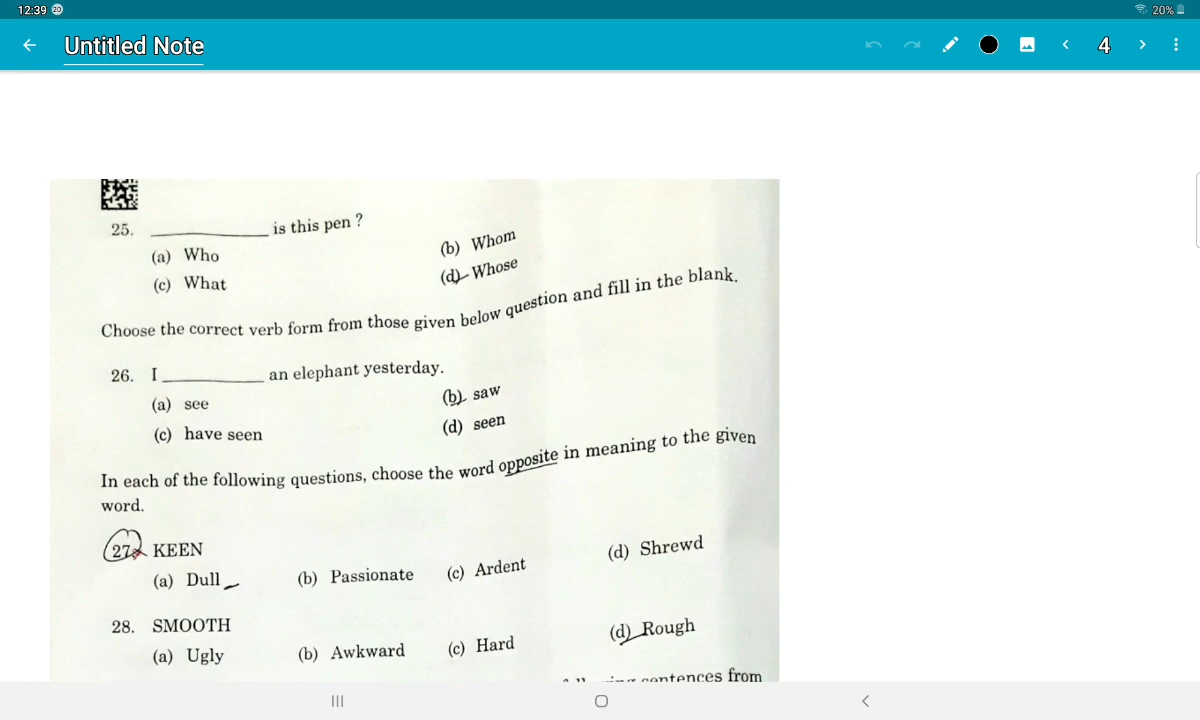 12:39 20 20%
Untitled Note 4
25. ____________ is this pen ?
(a) Who (b) Whom
(c) What (d) Whose
Choose the correct verb form from those given below question and fill in the blank.
26. I ____________ an elephant yesterday.
(a) see (b) saw
(c) have seen (d) seen
In each of the following questions, choose the word opposite in meaning to the given
word.
27. KEEN
(a) Dull (b) Passionate (c) Ardent (d) Shrewd
28. SMOOTH
(a) Ugly (b) Awkward (c) Hard (d) Rough
sentences from